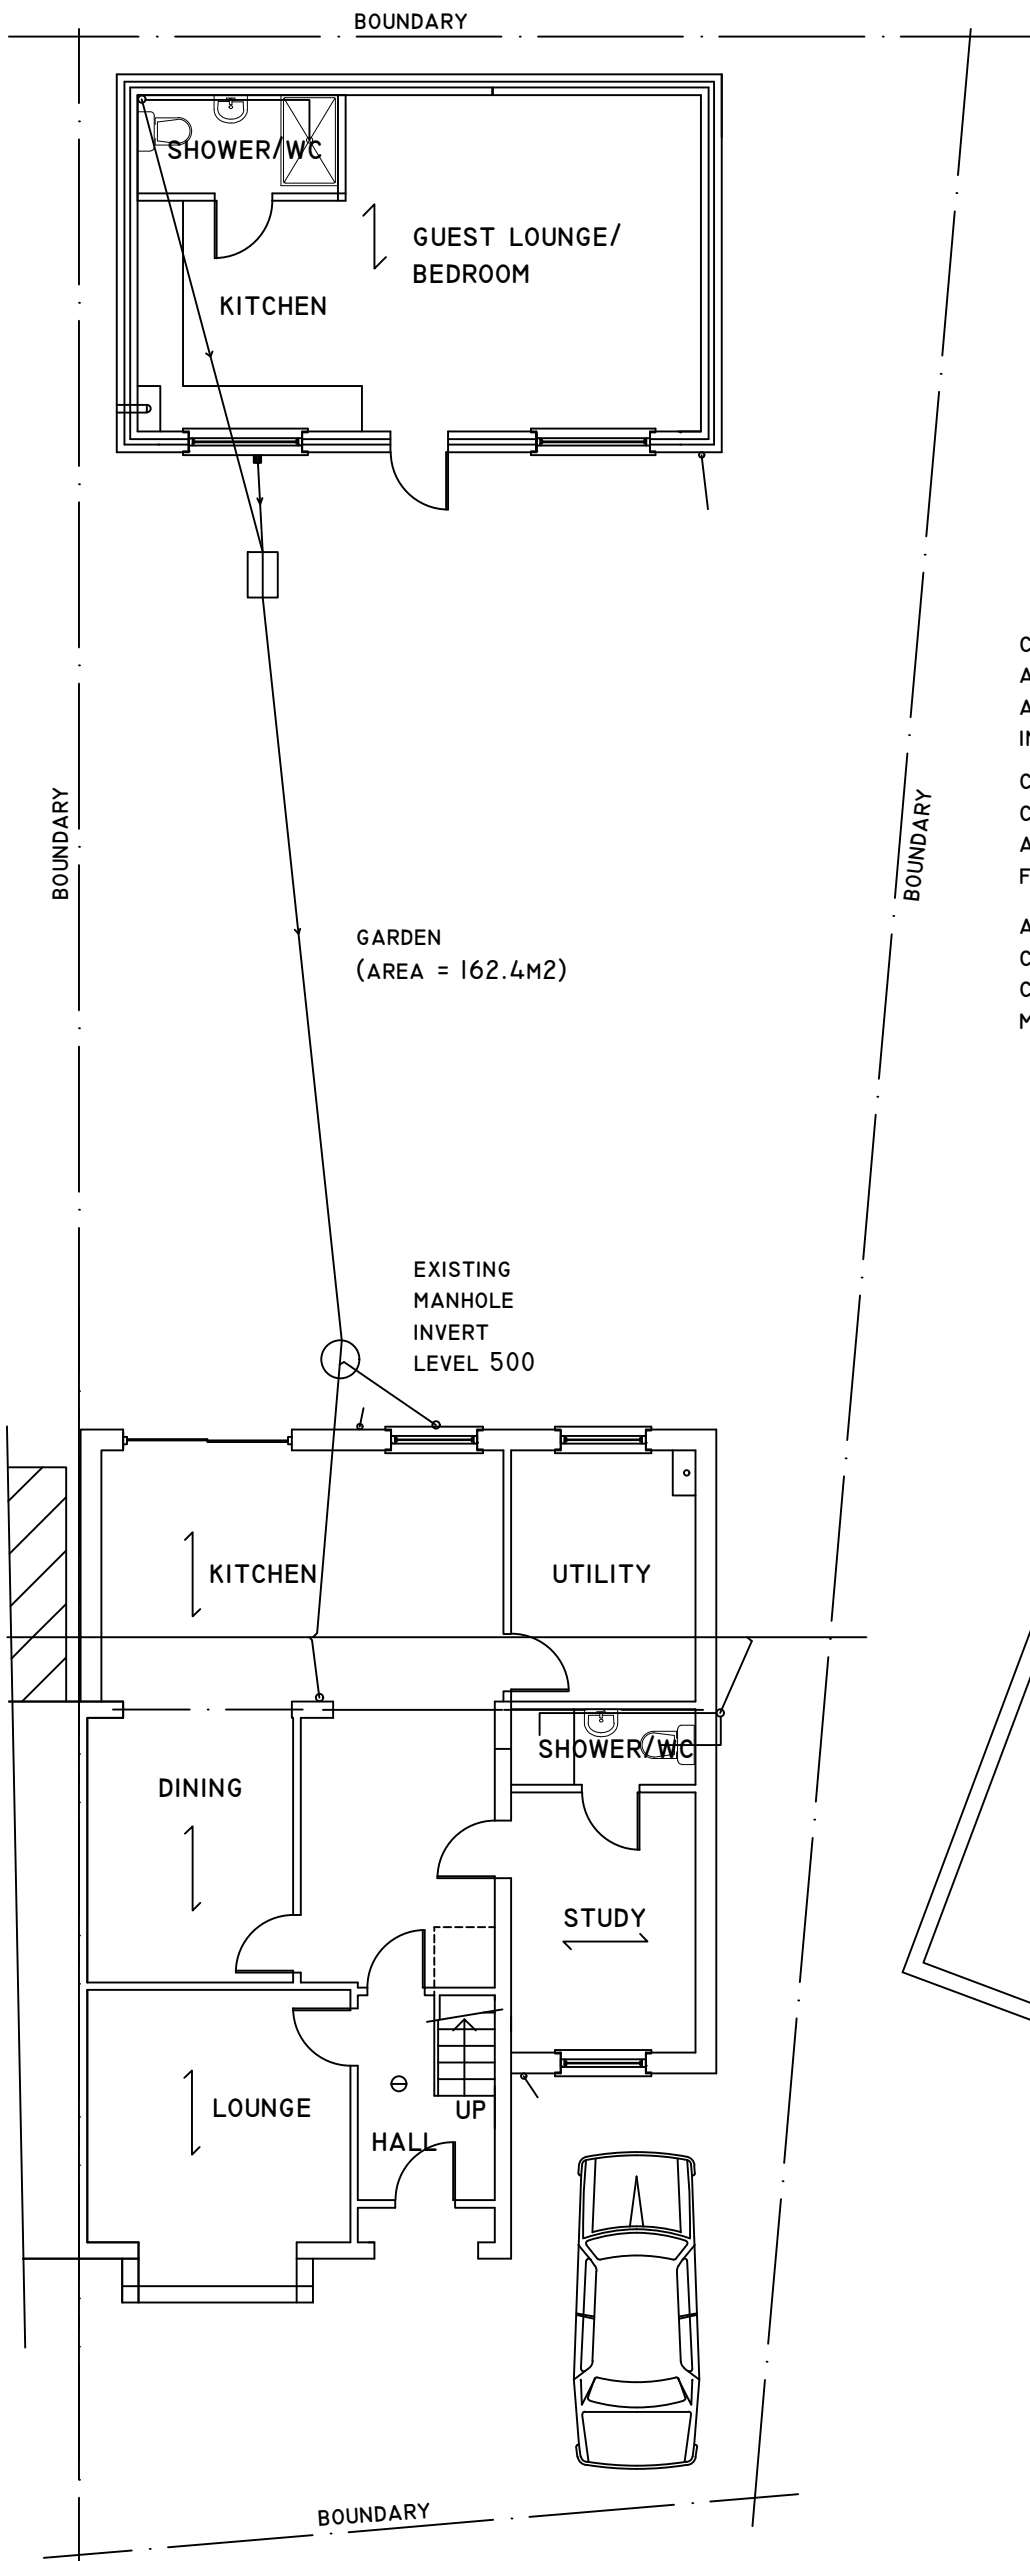 BOUNDARY
SHOWER/WC
GUEST LOUNGE/
BEDROOM
KITCHEN
BOUNDARY
BOUNDARY
GARDEN
(AREA = 162.4M2)
EXISTING
MANHOLE
INVERT
LEVEL 500
KITCHEN
UTILITY
SHOWER/WC
DINING
STUDY
LOUNGE
UP
HALL
BOUNDARY